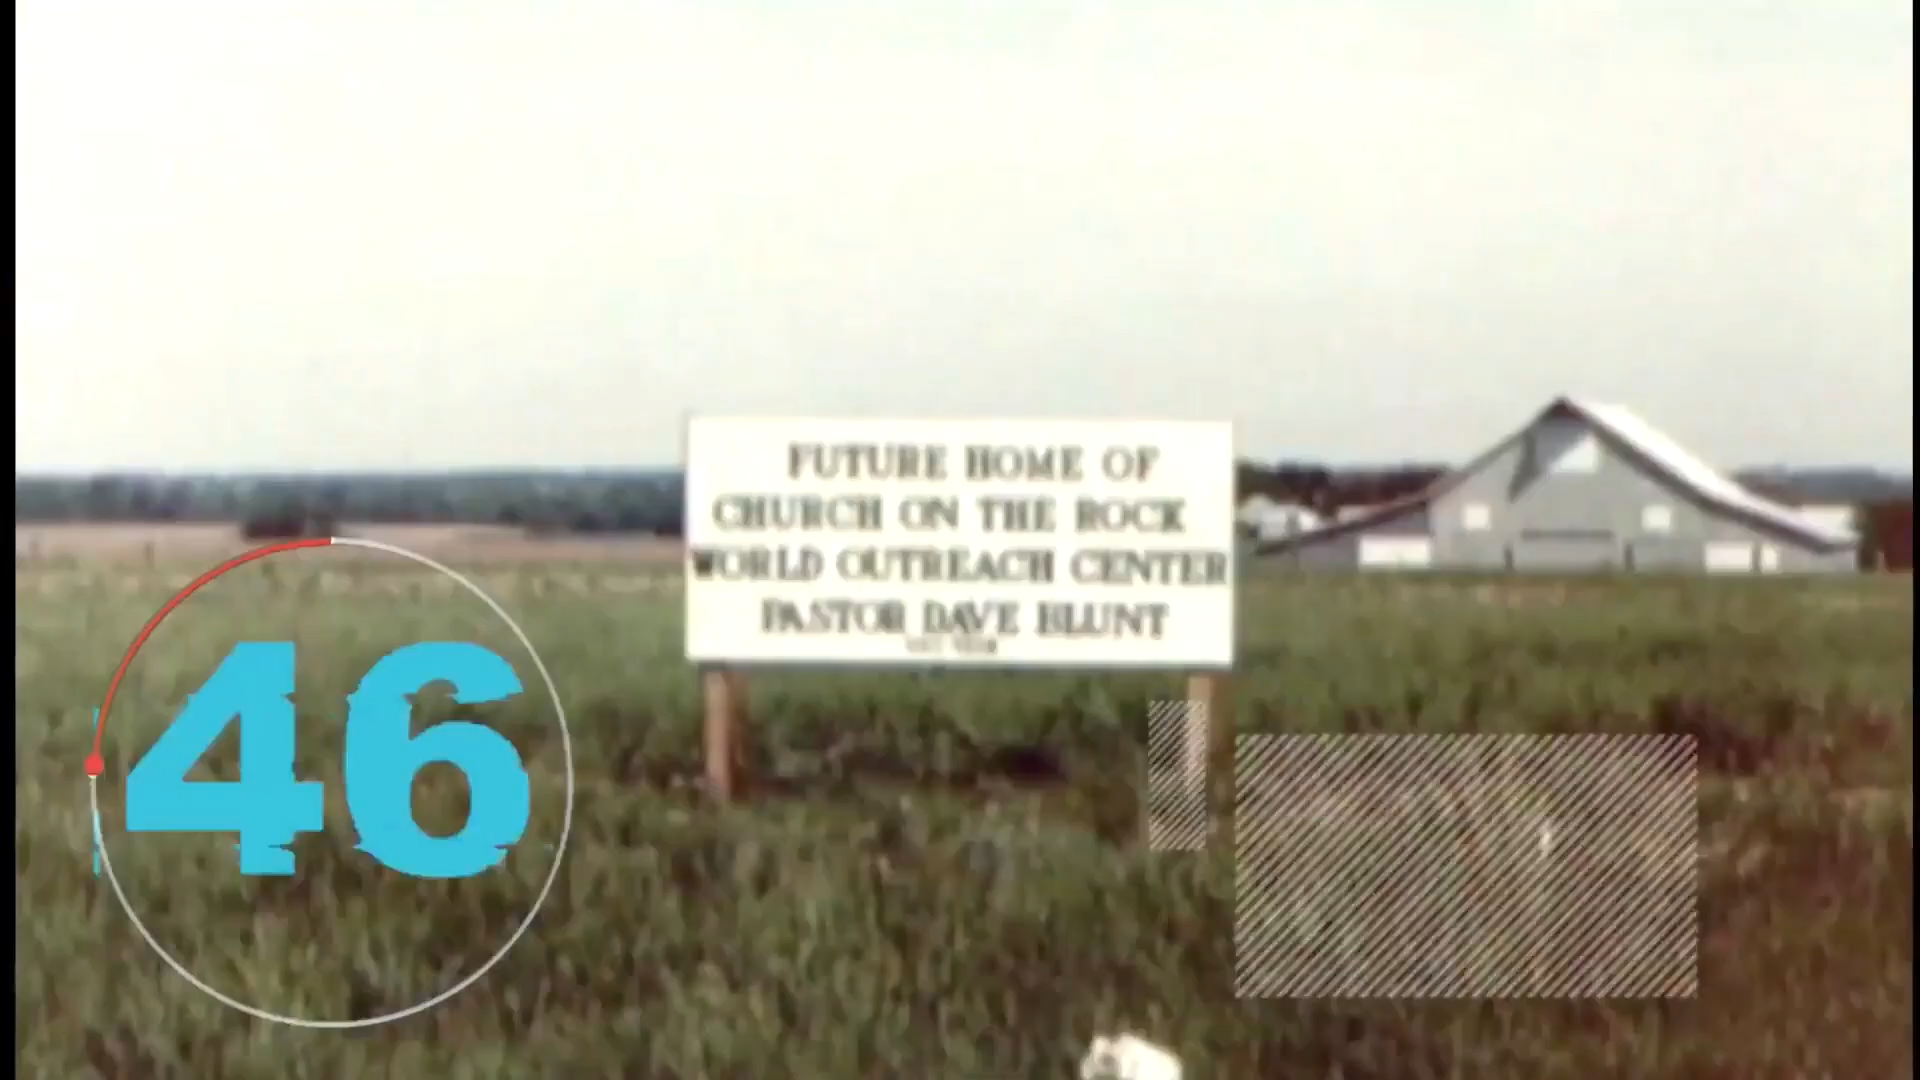 FUTURE HOME OF
CHURCH ON THE ROCK
WORLD OUTREACH CENTER
PASTOR DAVE BLUNT
46